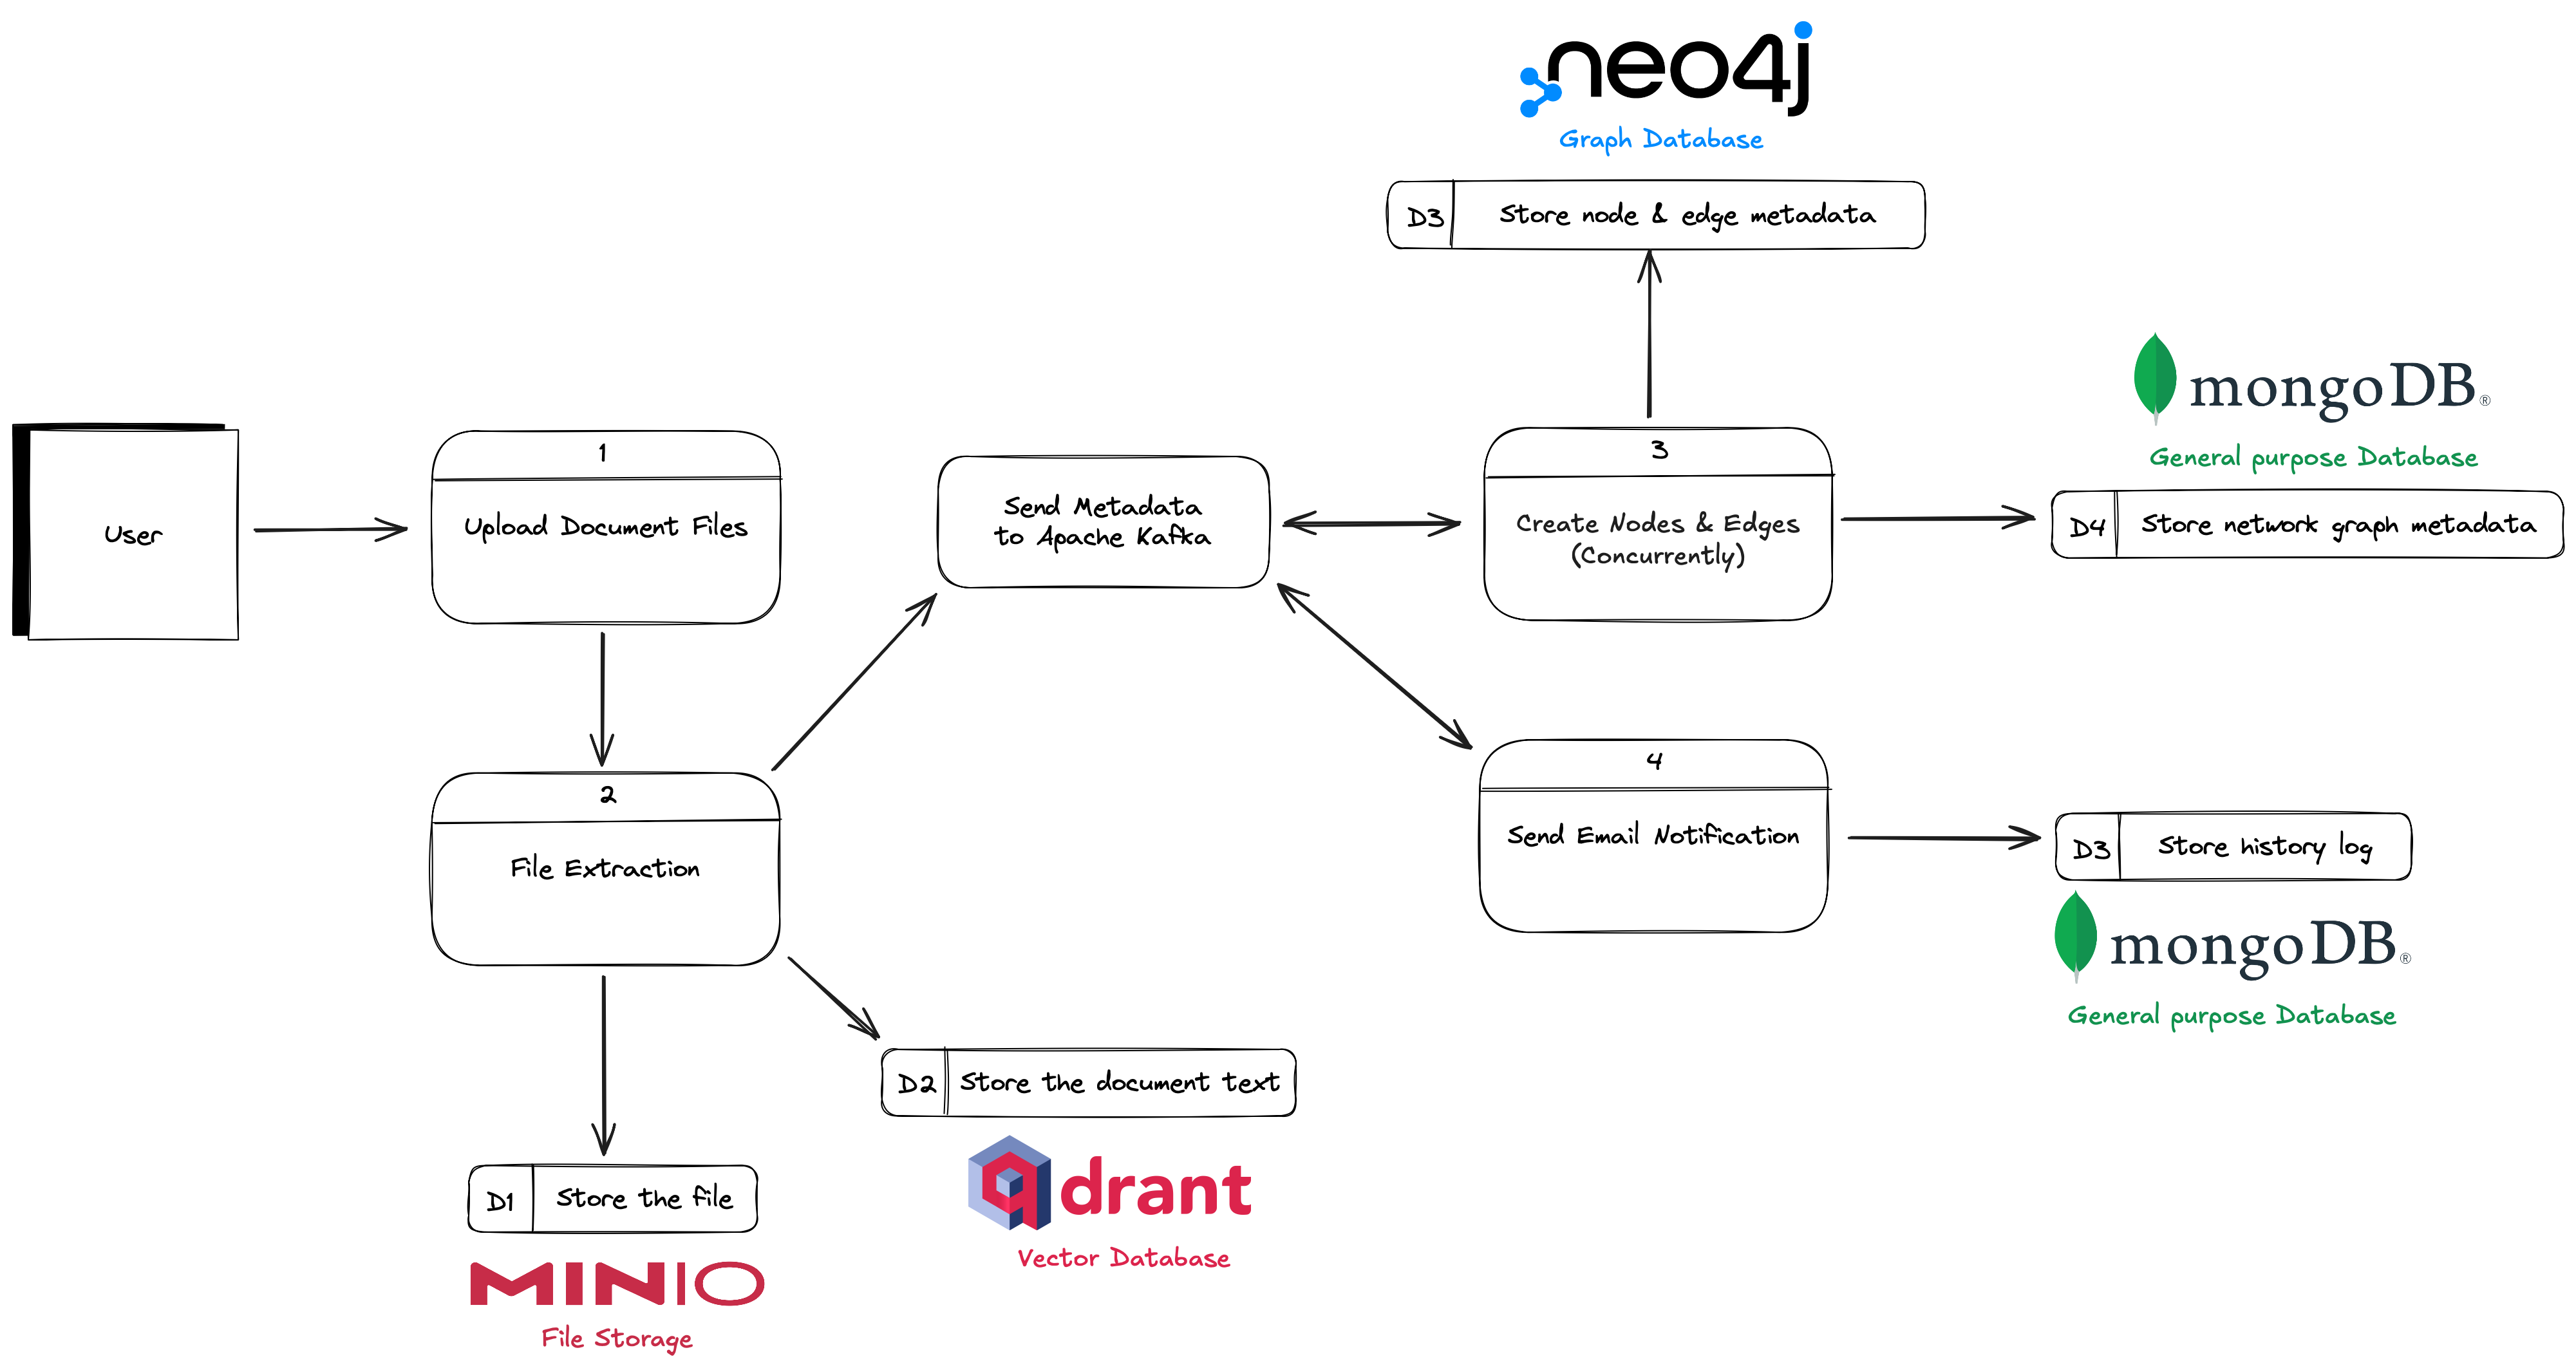 neo4j
Graph Database
D3
Store node & edge metadata
mongoDB®
General purpose Database
User
1
Upload Document Files
Send Metadata
to Apache Kafka
3
Create Nodes & Edges
(Concurrently)
D4
Store network graph metadata
2
File Extraction
4
Send Email Notification
D3
Store history log
mongoDB®
General purpose Database
D2
Store the document text
qdrant
Vector Database
D1
Store the file
MINIO
File Storage